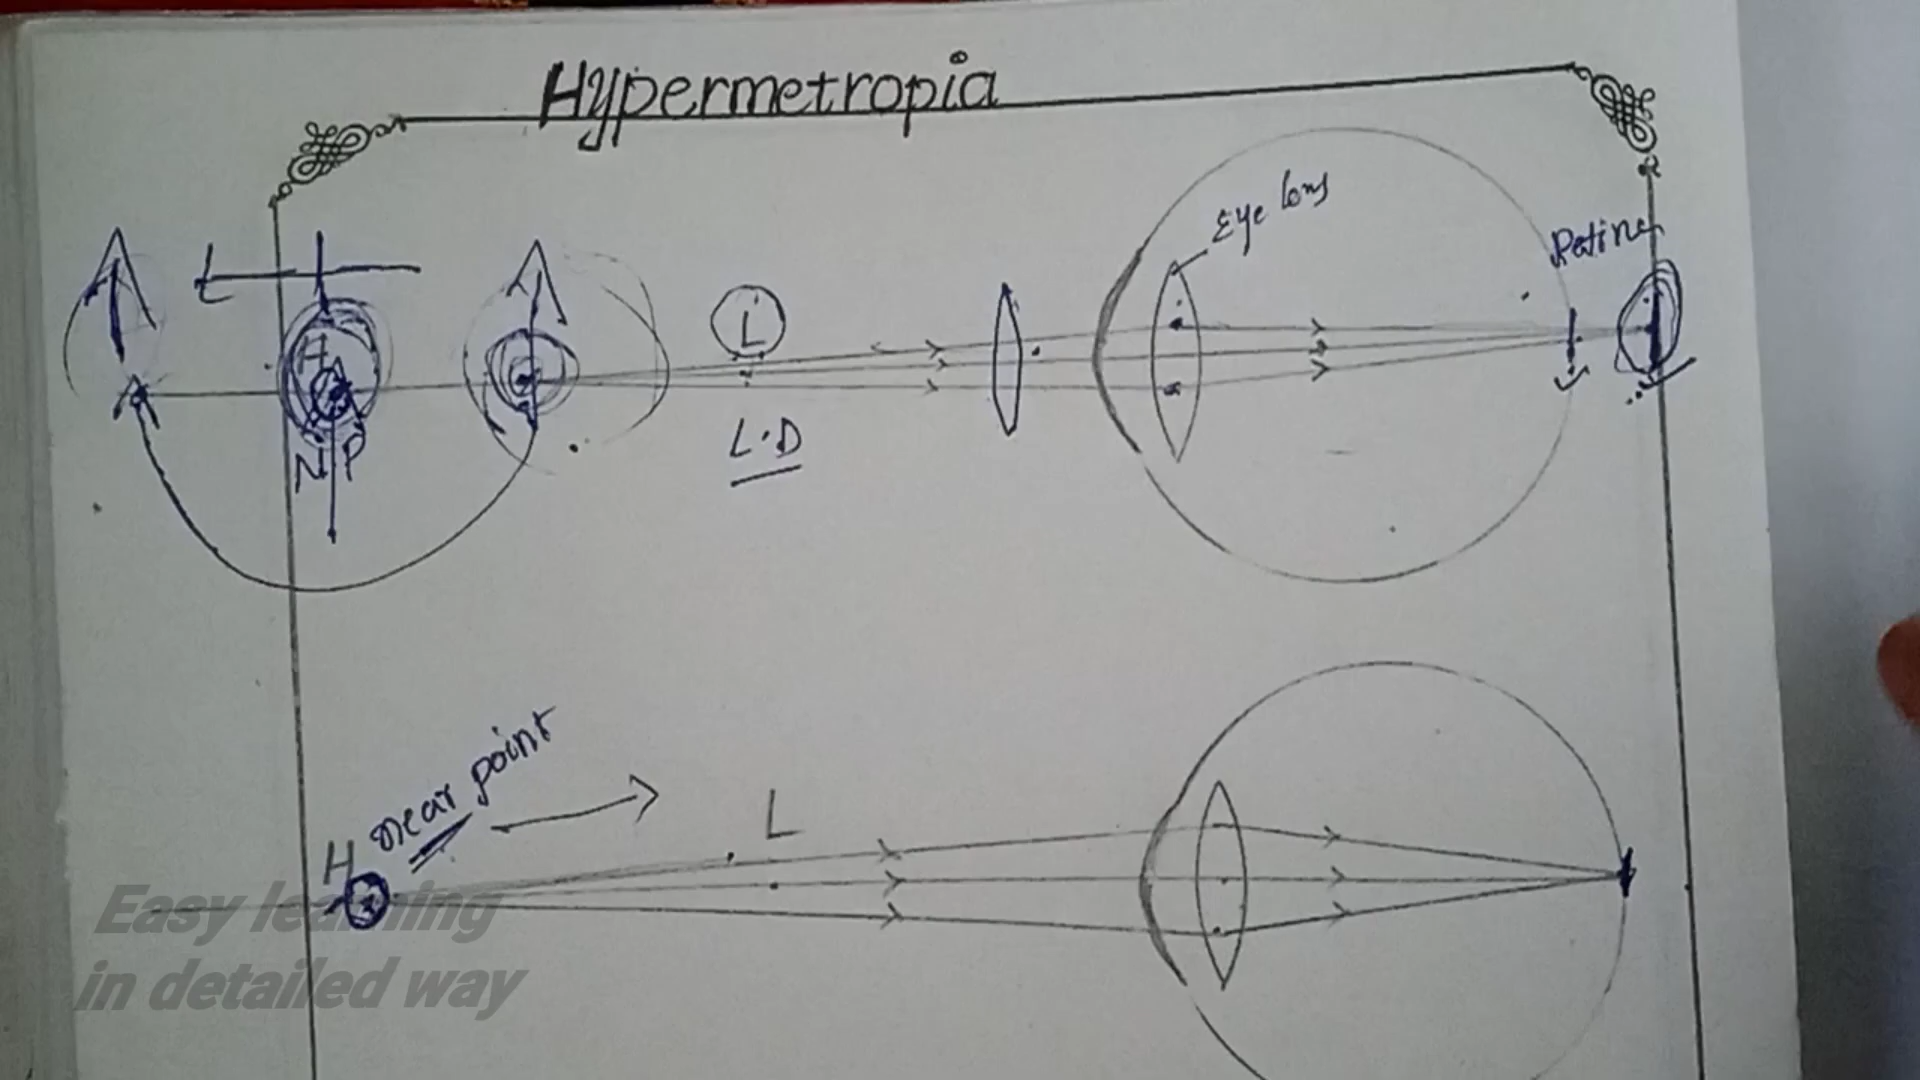 Hypermetropia
Eye lens
Retina
L
H
N P
L.D
near point
L
H
Easy learning
in detailed way